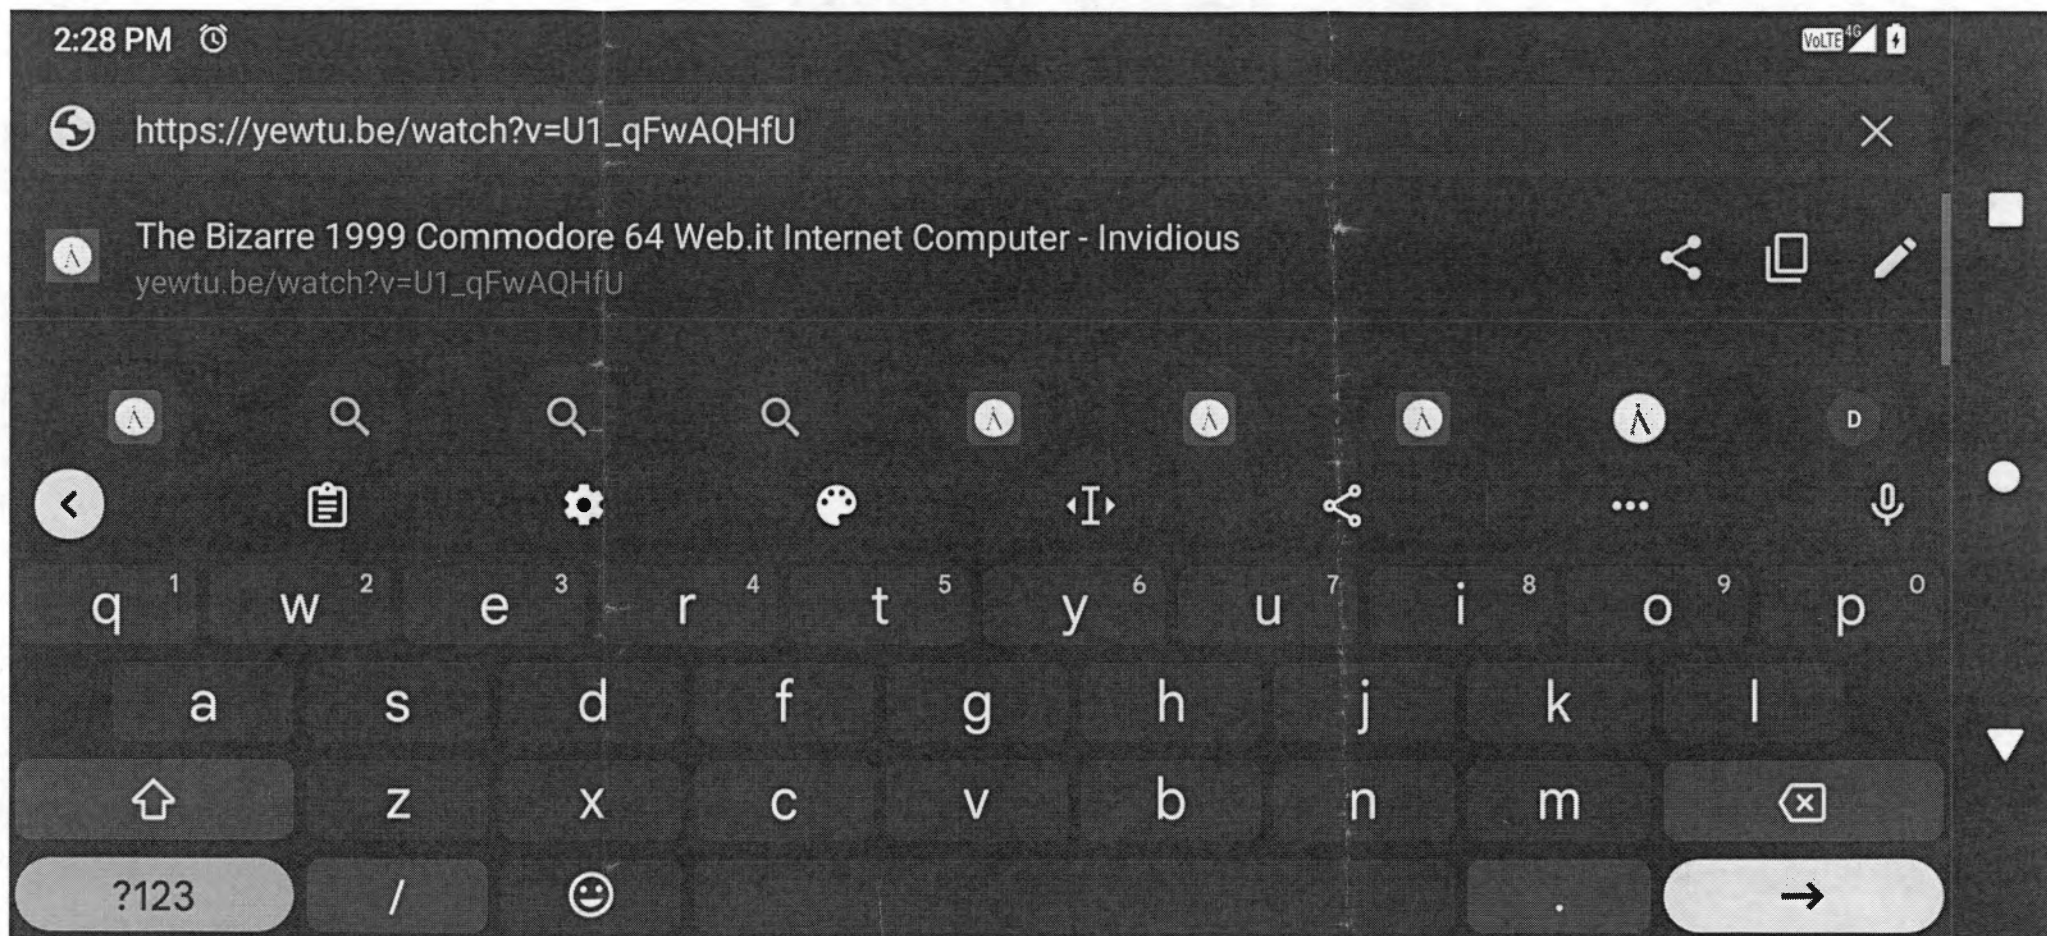 2:28 PM
VoLTE 4G
https://yewtu.be/watch?v=U1_qFwAQHfU
The Bizarre 1999 Commodore 64 Web.it Internet Computer - Invidious
yewtu.be/watch?v=U1_qFwAQHfU
D
q 1 w 2 e 3 r 4 t 5 y 6 u 7 i 8 o 9 p 0
a s d f g h j k l
z x c v b n m
?123 / .